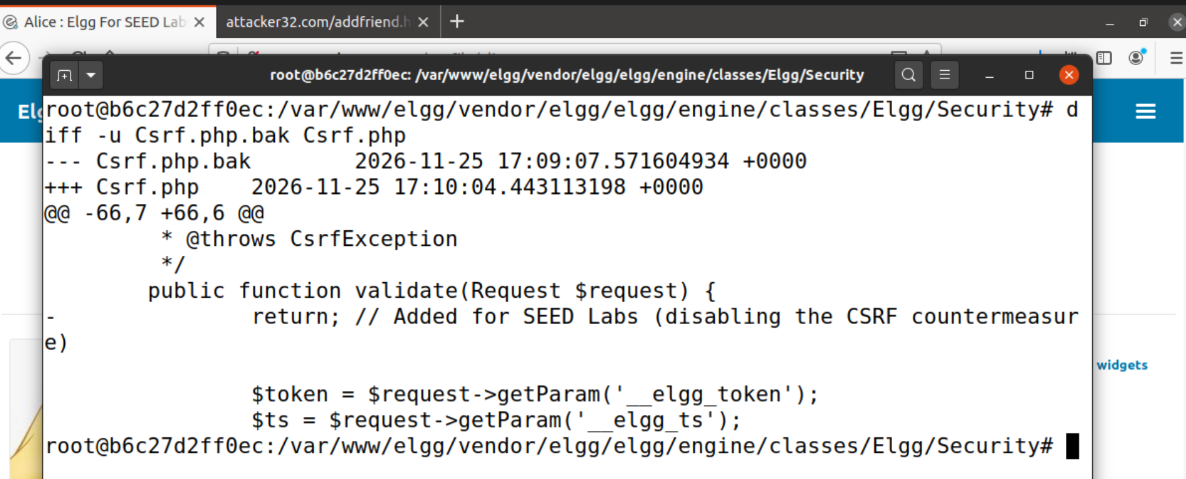 Alice : Elgg For SEED Lab
attacker32.com/addfriend.h
root@b6c27d2ff0ec: /var/www/elgg/vendor/elgg/elgg/engine/classes/Elgg/Security
root@b6c27d2ff0ec:/var/www/elgg/vendor/elgg/elgg/engine/classes/Elgg/Security# d
iff -u Csrf.php.bak Csrf.php
--- Csrf.php.bak        2026-11-25 17:09:07.571604934 +0000
+++ Csrf.php    2026-11-25 17:10:04.443113198 +0000
@@ -66,7 +66,6 @@
         * @throws CsrfException
         */
        public function validate(Request $request) {
-               return; // Added for SEED Labs (disabling the CSRF countermeasur
e)
                $token = $request->getParam('__elgg_token');
                $ts = $request->getParam('__elgg_ts');
root@b6c27d2ff0ec:/var/www/elgg/vendor/elgg/elgg/engine/classes/Elgg/Security#
widgets